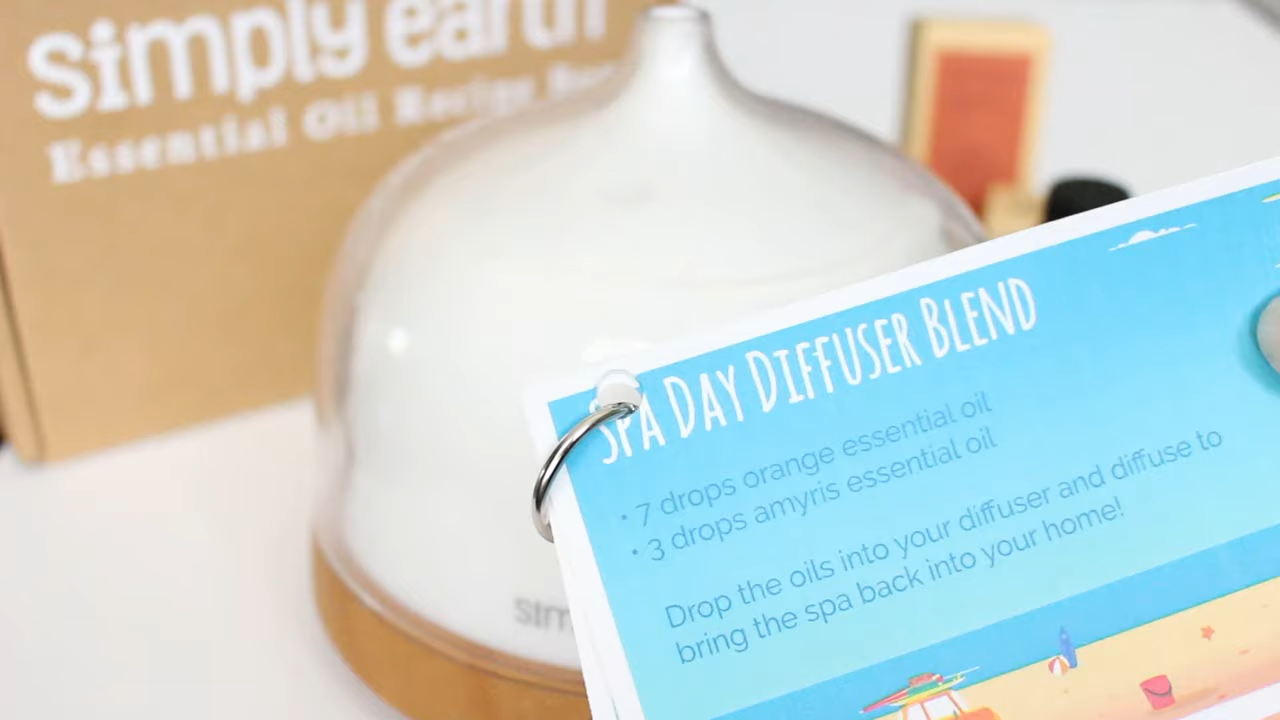 simply earth
Essential Oil Recipe
SPA DAY DIFFUSER BLEND
• 7 drops orange essential oil
• 3 drops amyris essential oil
Drop the oils into your diffuser and diffuse to
bring the spa back into your home!